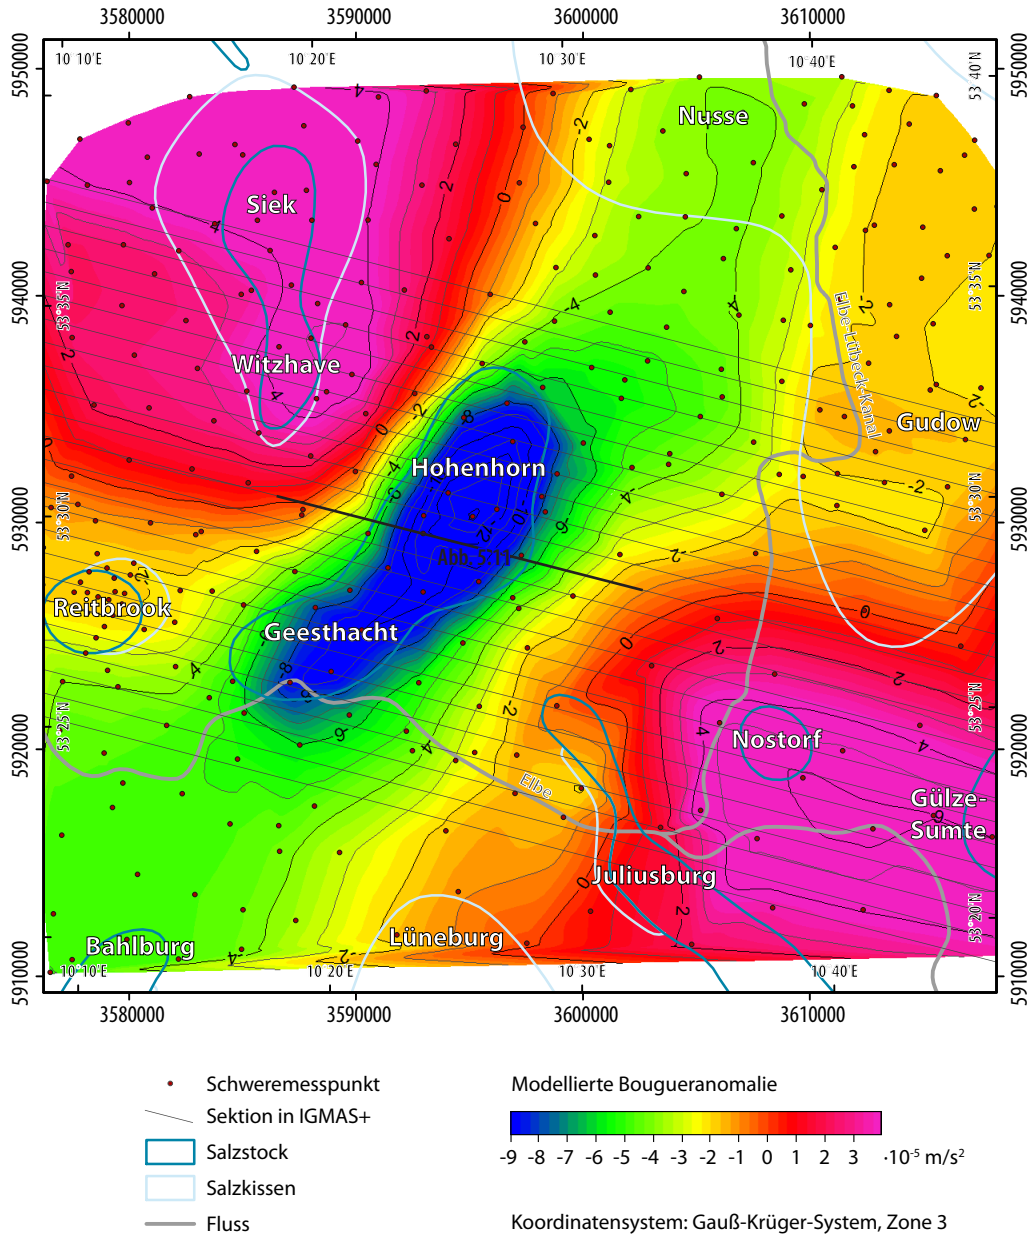 3580000 3590000 3600000 3610000
10°10'E 10°20'E 10°30'E 10°40'E
5950000 53°40'N 5950000
Nusse
Siek
5940000 53°35'N 53°35'N 5940000
Elbe-Lübeck-Kanal
Witzhave
Gudow
Hohenhorn
5930000 53°30'N 53°30'N 5930000
Abb. 5.11
Reitbrook
Geesthacht
5920000 53°25'N 53°25'N 5920000
Nostorf
Elbe
Gülze-
Sumte
Juliusburg
53°20'N
Bahlburg
Lüneburg
5910000 5910000
10°10'E 10°20'E 10°30'E 10°40'E
3580000 3590000 3600000 3610000
Schweremesspunkt
Sektion in IGMAS+
Salzstock
Salzkissen
Fluss
Modellierte Bougueranomalie
-9 -8 -7 -6 -5 -4 -3 -2 -1 0 1 2 3 ·10⁻⁵ m/s²
Koordinatensystem: Gauß-Krüger-System, Zone 3